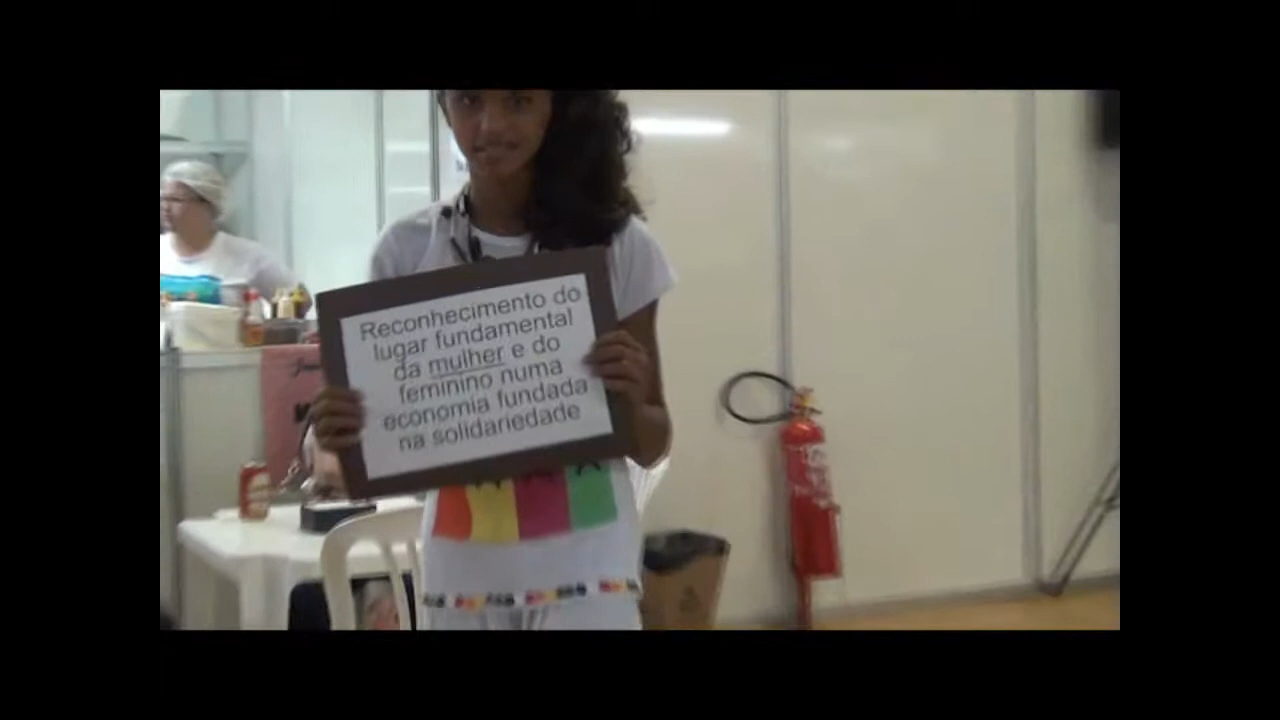 Reconhecimento do
lugar fundamental
da mulher e do
feminino numa
economia fundada
na solidariedade